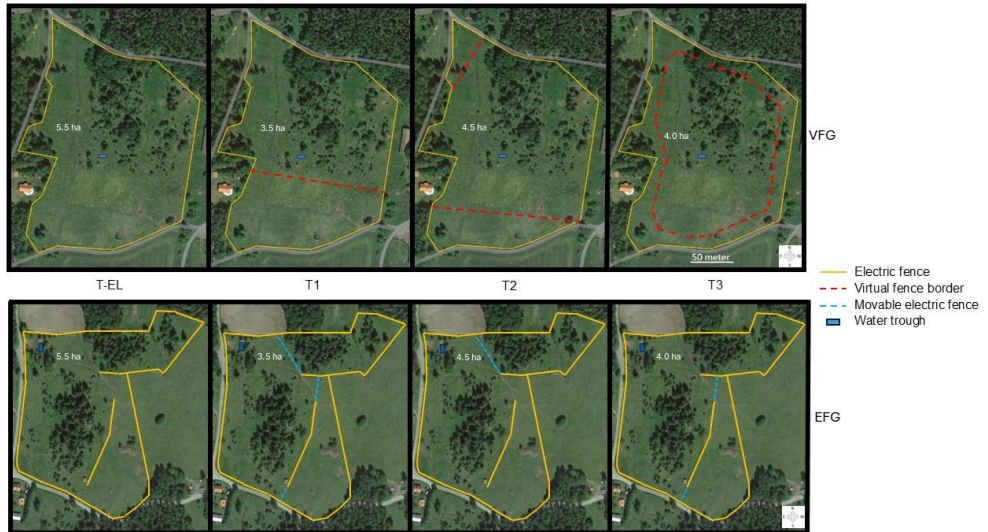 5.5 ha
3.5 ha
4.5 ha
4.0 ha
VFG
50 meter
T-EL
T1
T2
T3
Electric fence
Virtual fence border
Movable electric fence
Water trough
5.5 ha
3.5 ha
4.5 ha
4.0 ha
EFG